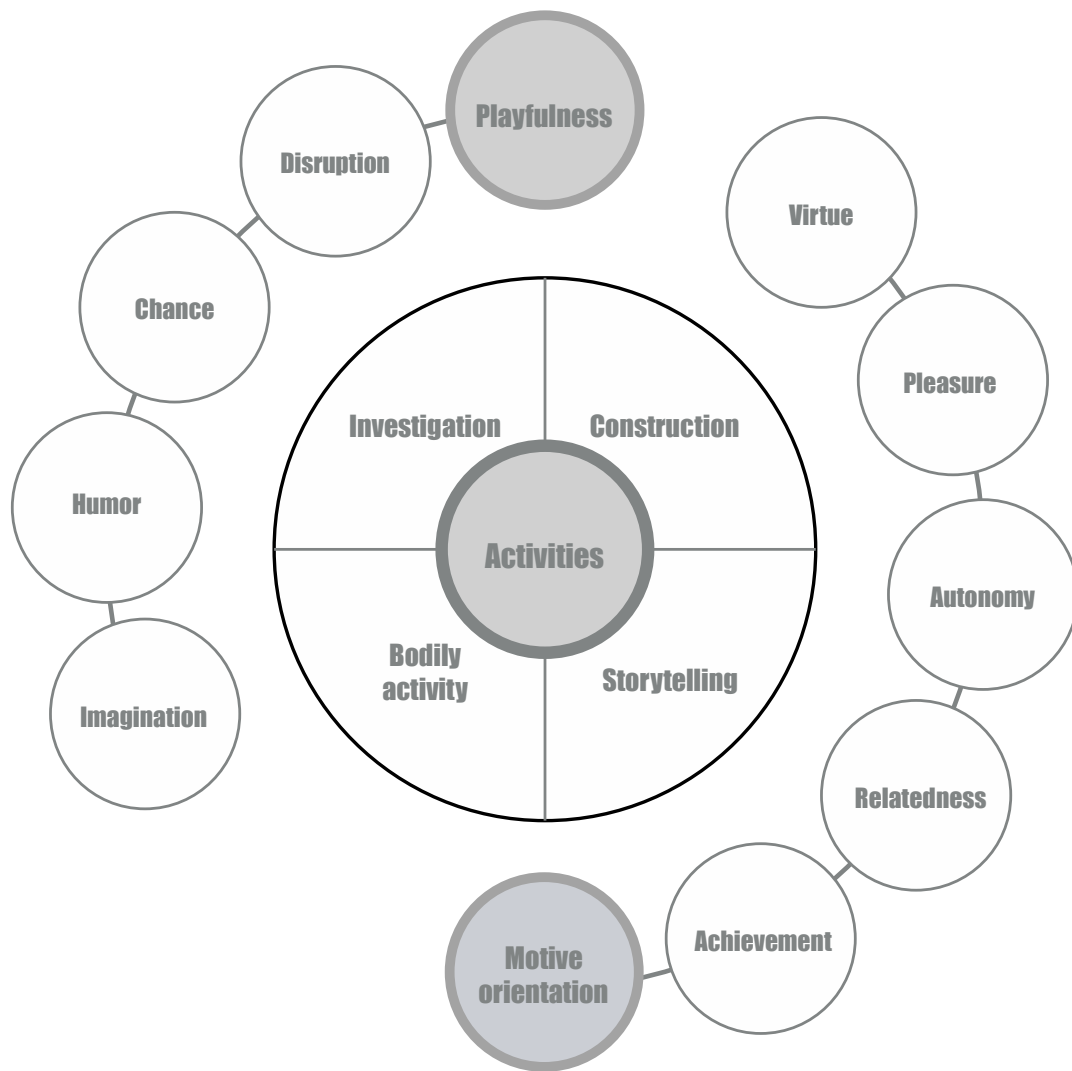 Playfulness
Disruption
Virtue
Chance
Pleasure
Investigation
Construction
Humor
Activities
Autonomy
Bodily
activity
Storytelling
Imagination
Relatedness
Achievement
Motive
orientation